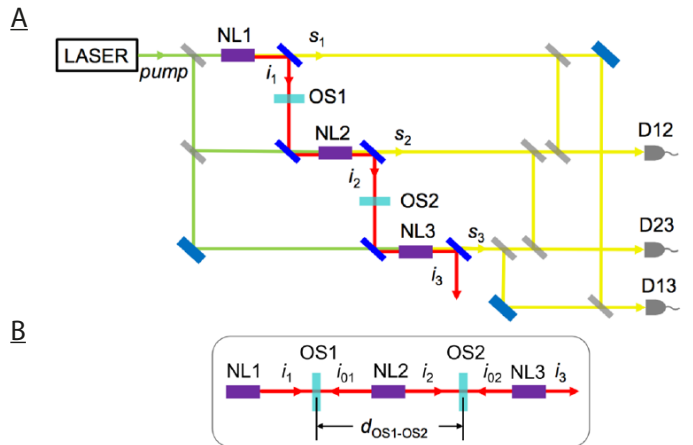 A
LASER
pump
NL1
s1
i1
OS1
NL2
s2
D12
i2
OS2
NL3
s3
D23
i3
D13
B
OS1
OS2
NL1
i1
i01
NL2
i2
i02
NL3
i3
dOS1-OS2